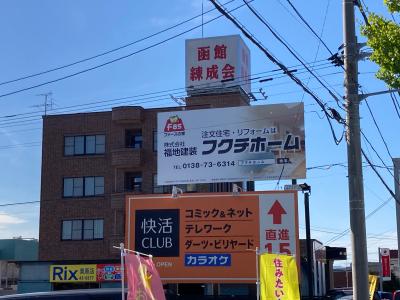 函館
練成会
Fas
注文住宅・リフォームは
株式会社
福地建装
フクチホーム
TEL 0138-73-6314
快活
CLUB
コミック&ネット
テレワーク
ダーツ・ビリヤード
カラオケ
OPEN
直進
15
Rix
住みたい